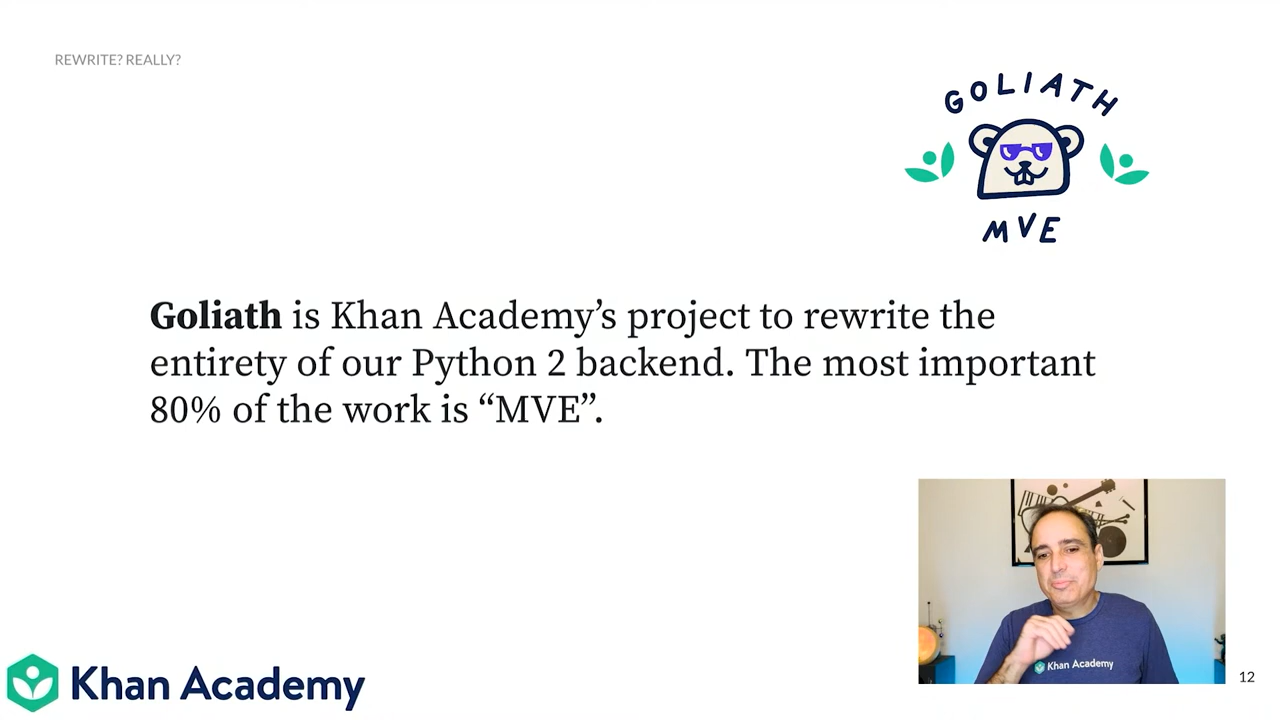 REWRITE? REALLY?
GOLIATH
MVE
Goliath is Khan Academy’s project to rewrite the
entirety of our Python 2 backend. The most important
80% of the work is “MVE”.
Khan Academy
Khan Academy
12